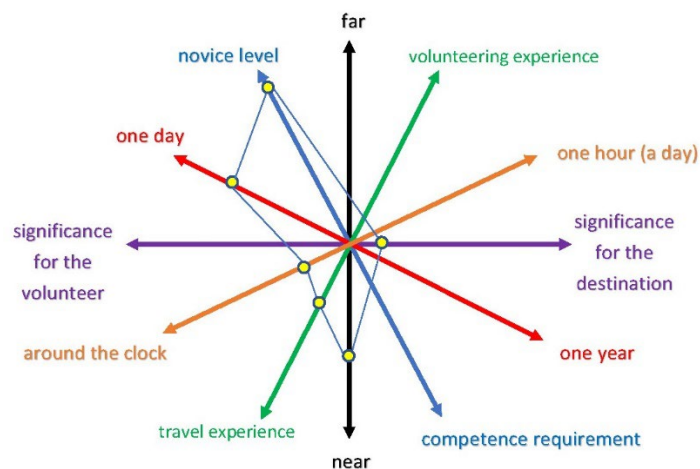 far
novice level
volunteering experience
one day
one hour (a day)
significance
for the
volunteer
significance
for the
destination
around the clock
one year
travel experience
competence requirement
near